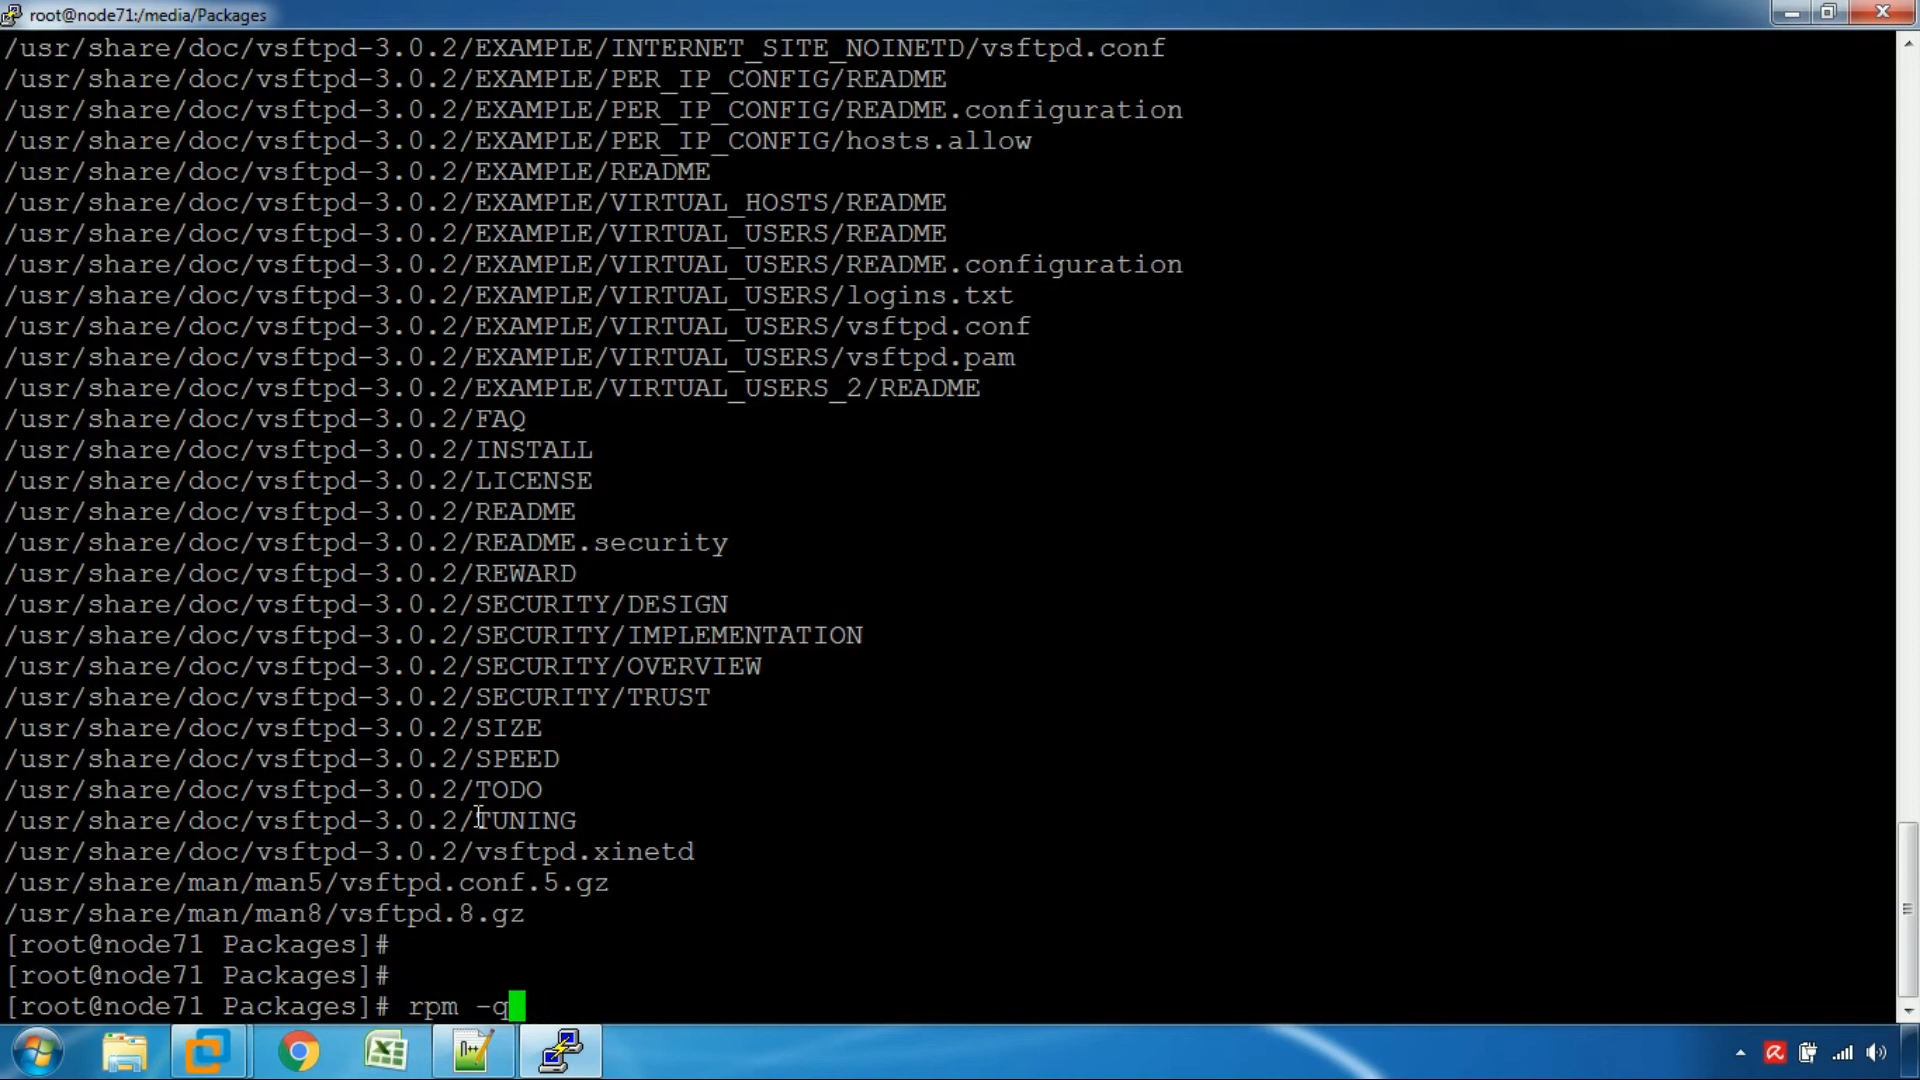 root@node71:/media/Packages
/usr/share/doc/vsftpd-3.0.2/EXAMPLE/INTERNET_SITE_NOINETD/vsftpd.conf
/usr/share/doc/vsftpd-3.0.2/EXAMPLE/PER_IP_CONFIG/README
/usr/share/doc/vsftpd-3.0.2/EXAMPLE/PER_IP_CONFIG/README.configuration
/usr/share/doc/vsftpd-3.0.2/EXAMPLE/PER_IP_CONFIG/hosts.allow
/usr/share/doc/vsftpd-3.0.2/EXAMPLE/README
/usr/share/doc/vsftpd-3.0.2/EXAMPLE/VIRTUAL_HOSTS/README
/usr/share/doc/vsftpd-3.0.2/EXAMPLE/VIRTUAL_USERS/README
/usr/share/doc/vsftpd-3.0.2/EXAMPLE/VIRTUAL_USERS/README.configuration
/usr/share/doc/vsftpd-3.0.2/EXAMPLE/VIRTUAL_USERS/logins.txt
/usr/share/doc/vsftpd-3.0.2/EXAMPLE/VIRTUAL_USERS/vsftpd.conf
/usr/share/doc/vsftpd-3.0.2/EXAMPLE/VIRTUAL_USERS/vsftpd.pam
/usr/share/doc/vsftpd-3.0.2/EXAMPLE/VIRTUAL_USERS_2/README
/usr/share/doc/vsftpd-3.0.2/FAQ
/usr/share/doc/vsftpd-3.0.2/INSTALL
/usr/share/doc/vsftpd-3.0.2/LICENSE
/usr/share/doc/vsftpd-3.0.2/README
/usr/share/doc/vsftpd-3.0.2/README.security
/usr/share/doc/vsftpd-3.0.2/REWARD
/usr/share/doc/vsftpd-3.0.2/SECURITY/DESIGN
/usr/share/doc/vsftpd-3.0.2/SECURITY/IMPLEMENTATION
/usr/share/doc/vsftpd-3.0.2/SECURITY/OVERVIEW
/usr/share/doc/vsftpd-3.0.2/SECURITY/TRUST
/usr/share/doc/vsftpd-3.0.2/SIZE
/usr/share/doc/vsftpd-3.0.2/SPEED
/usr/share/doc/vsftpd-3.0.2/TODO
/usr/share/doc/vsftpd-3.0.2/TUNING
/usr/share/doc/vsftpd-3.0.2/vsftpd.xinetd
/usr/share/man/man5/vsftpd.conf.5.gz
/usr/share/man/man8/vsftpd.8.gz
[root@node71 Packages]#
[root@node71 Packages]#
[root@node71 Packages]# rpm -q